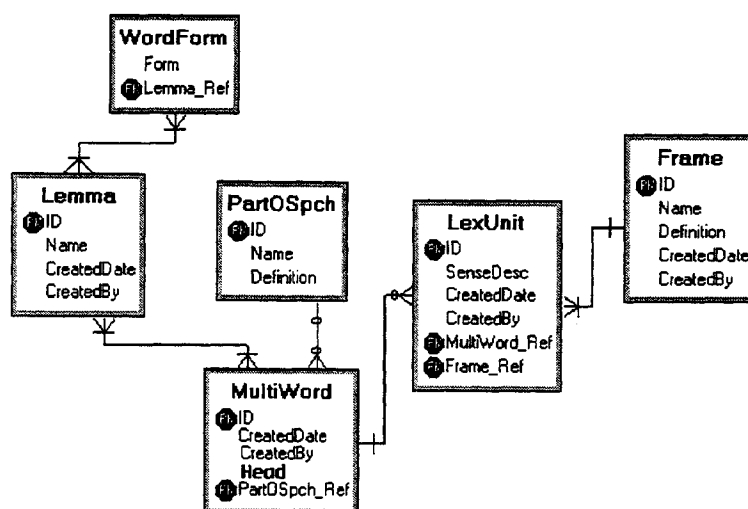 WordForm
Form
Lemma_Ref
Lemma
ID
Name
CreatedDate
CreatedBy
PartOSpch
ID
Name
Definition
MultiWord
ID
CreatedDate
CreatedBy
Head
PartOSpch_Ref
LexUnit
ID
SenseDesc
CreatedDate
CreatedBy
MultiWord_Ref
Frame_Ref
Frame
ID
Name
Definition
CreatedDate
CreatedBy